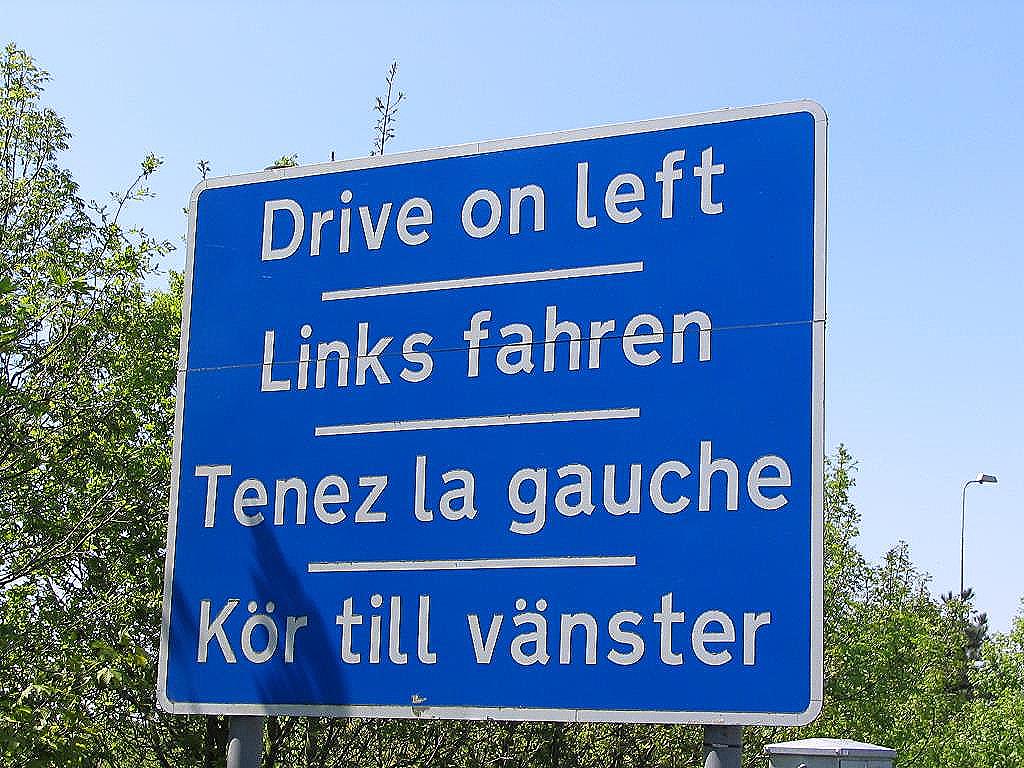 Drive on left
Links fahren
Tenez la gauche
Kör till vänster